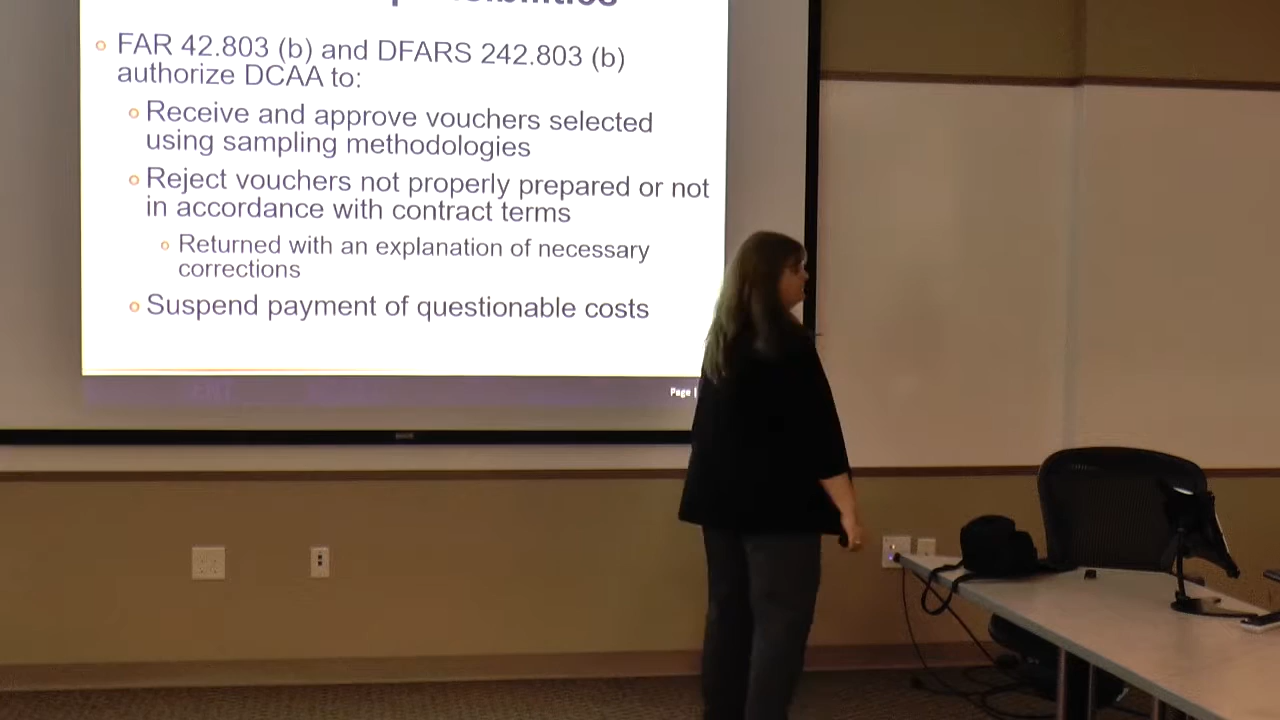 FAR 42.803 (b) and DFARS 242.803 (b)
authorize DCAA to:
Receive and approve vouchers selected
using sampling methodologies
Reject vouchers not properly prepared or not
in accordance with contract terms
Returned with an explanation of necessary
corrections
Suspend payment of questionable costs
Page |